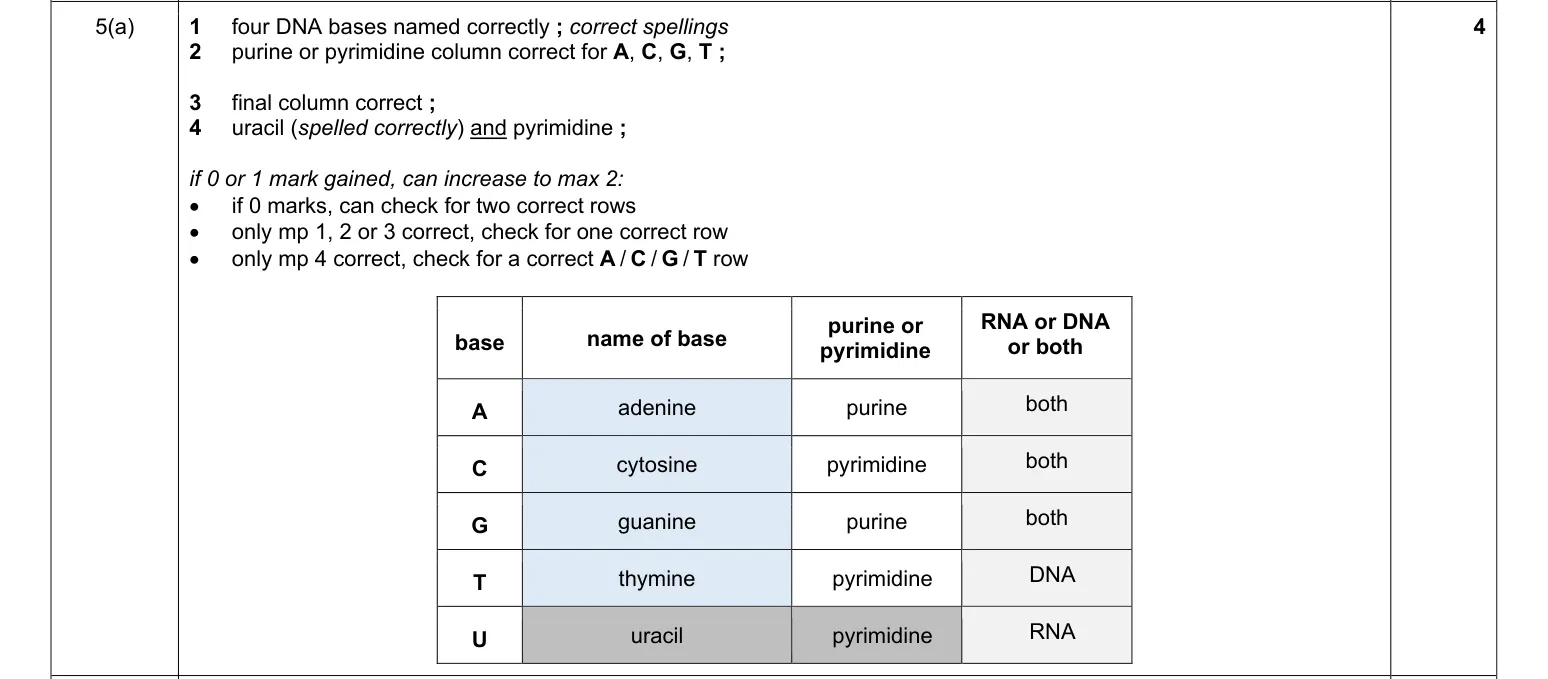 5(a)
1 four DNA bases named correctly ; correct spellings
4
2 purine or pyrimidine column correct for A, C, G, T ;
3 final column correct ;
4 uracil (spelled correctly) and pyrimidine ;
if 0 or 1 mark gained, can increase to max 2:
• if 0 marks, can check for two correct rows
• only mp 1, 2 or 3 correct, check for one correct row
• only mp 4 correct, check for a correct A / C / G / T row
base
name of base
purine or
pyrimidine
RNA or DNA
or both
A adenine purine both
C cytosine pyrimidine both
G guanine purine both
T thymine pyrimidine DNA
U uracil pyrimidine RNA